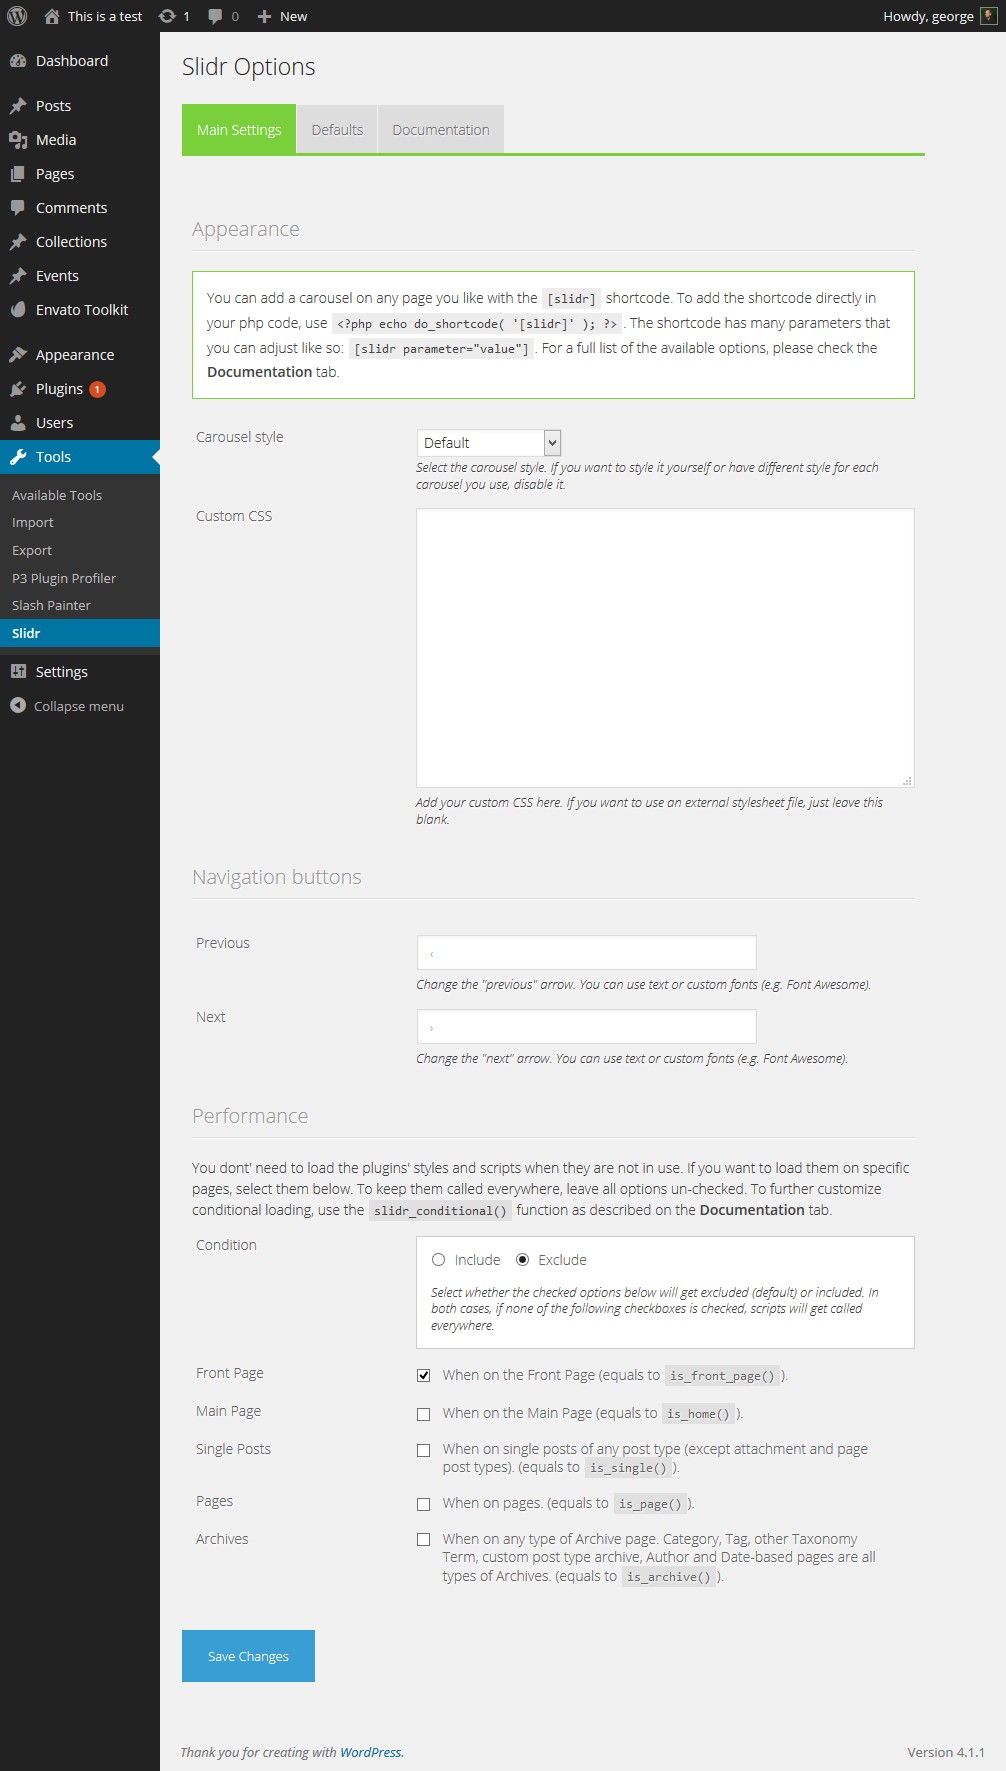 This is a test 1 0 New Howdy, george
Dashboard
Posts
Media
Pages
Comments
Collections
Events
Envato Toolkit
Appearance
Plugins 1
Users
Tools
Available Tools
Import
Export
P3 Plugin Profiler
Slash Painter
Slidr
Settings
Collapse menu
Slidr Options
Main Settings Defaults Documentation
Appearance
You can add a carousel on any page you like with the [slidr] shortcode. To add the shortcode directly in
your php code, use <?php echo do_shortcode( '[slidr]' ); ?> . The shortcode has many parameters that
you can adjust like so: [slidr parameter="value"] . For a full list of the available options, please check the
Documentation tab.
Carousel style Default
Select the carousel style. If you want to style it yourself or have different style for each
carousel you use, disable it.
Custom CSS
Add your custom CSS here. If you want to use an external stylesheet file, just leave this
blank.
Navigation buttons
Previous ‹
Change the "previous" arrow. You can use text or custom fonts (e.g. Font Awesome).
Next ›
Change the "next" arrow. You can use text or custom fonts (e.g. Font Awesome).
Performance
You dont' need to load the plugins' styles and scripts when they are not in use. If you want to load them on specific
pages, select them below. To keep them called everywhere, leave all options un-checked. To further customize
conditional loading, use the slidr_conditional() function as described on the Documentation tab.
Condition Include Exclude
Select whether the checked options below will get excluded (default) or included. In
both cases, if none of the following checkboxes is checked, scripts will get called
everywhere.
Front Page When on the Front Page (equals to is_front_page() ).
Main Page When on the Main Page (equals to is_home() ).
Single Posts When on single posts of any post type (except attachment and page
post types). (equals to is_single() ).
Pages When on pages. (equals to is_page() ).
Archives When on any type of Archive page. Category, Tag, other Taxonomy
Term, custom post type archive, Author and Date-based pages are all
types of Archives. (equals to is_archive() ).
Save Changes
Thank you for creating with WordPress. Version 4.1.1